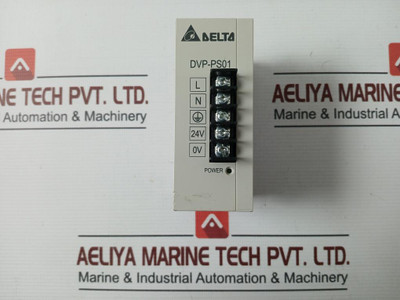 DELTA
DVP-PS01
L
N
24V
0V
POWER
NE TECH PVT. LTD.
Automation & Machinery
AELIYA MARINE
Marine & Industrial A
AELIYA MARINE TECH PVT. LTD.
Marine & Industrial Automation & Machinery